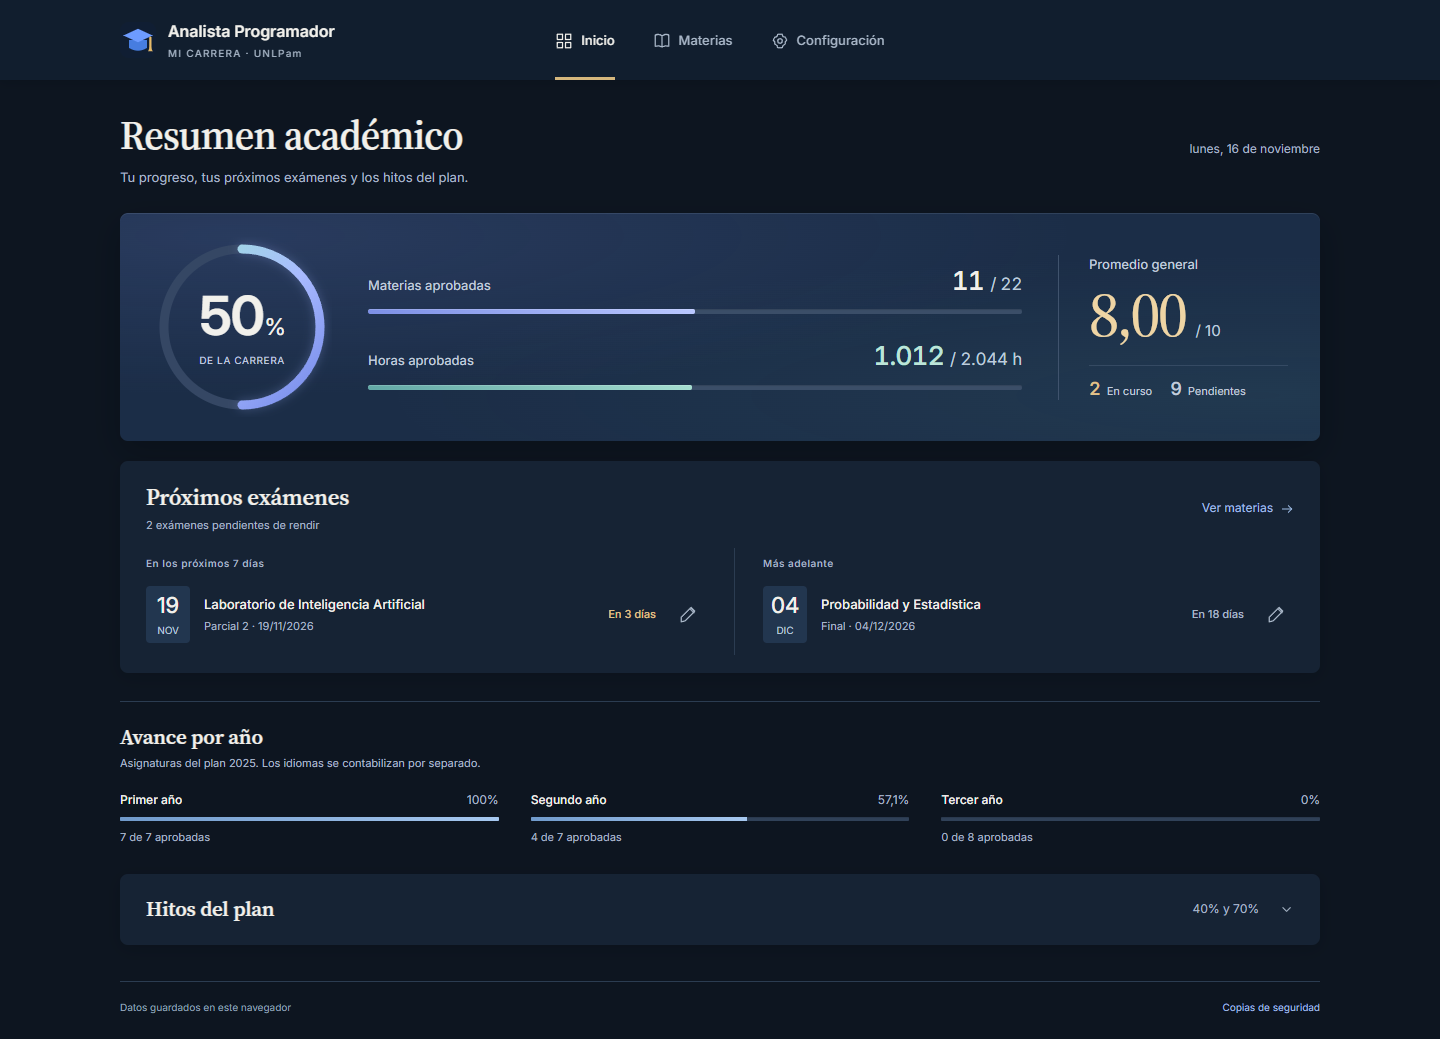 Analista Programador
MI CARRERA · UNLPam
Inicio
Materias
Configuración
Resumen académico
Tu progreso, tus próximos exámenes y los hitos del plan.
lunes, 16 de noviembre
50%
DE LA CARRERA
Materias aprobadas
11 / 22
Horas aprobadas
1.012 / 2.044 h
Promedio general
8,00 / 10
2 En curso
9 Pendientes
Próximos exámenes
2 exámenes pendientes de rendir
Ver materias →
En los próximos 7 días
19
NOV
Laboratorio de Inteligencia Artificial
Parcial 2 · 19/11/2026
En 3 días
Más adelante
04
DIC
Probabilidad y Estadística
Final · 04/12/2026
En 18 días
Avance por año
Asignaturas del plan 2025. Los idiomas se contabilizan por separado.
Primer año
100%
7 de 7 aprobadas
Segundo año
57,1%
4 de 7 aprobadas
Tercer año
0%
0 de 8 aprobadas
Hitos del plan
40% y 70%
Datos guardados en este navegador
Copias de seguridad